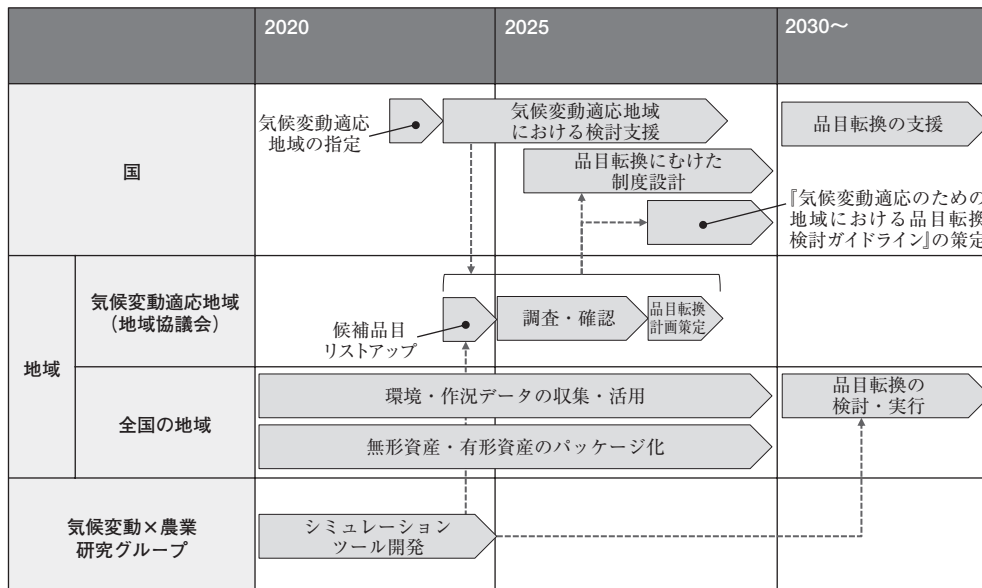 2020
2025
2030～
国
気候変動適応
地域の指定
気候変動適応地域
における検討支援
品目転換の支援
品目転換にむけた
制度設計
『気候変動適応のための
地域における品目転換
検討ガイドライン』の策定
地域
気候変動適応地域
（地域協議会）
候補品目
リストアップ
調査・確認
品目転換
計画策定
全国の地域
環境・作況データの収集・活用
品目転換の
検討・実行
無形資産・有形資産のパッケージ化
気候変動×農業
研究グループ
シミュレーション
ツール開発